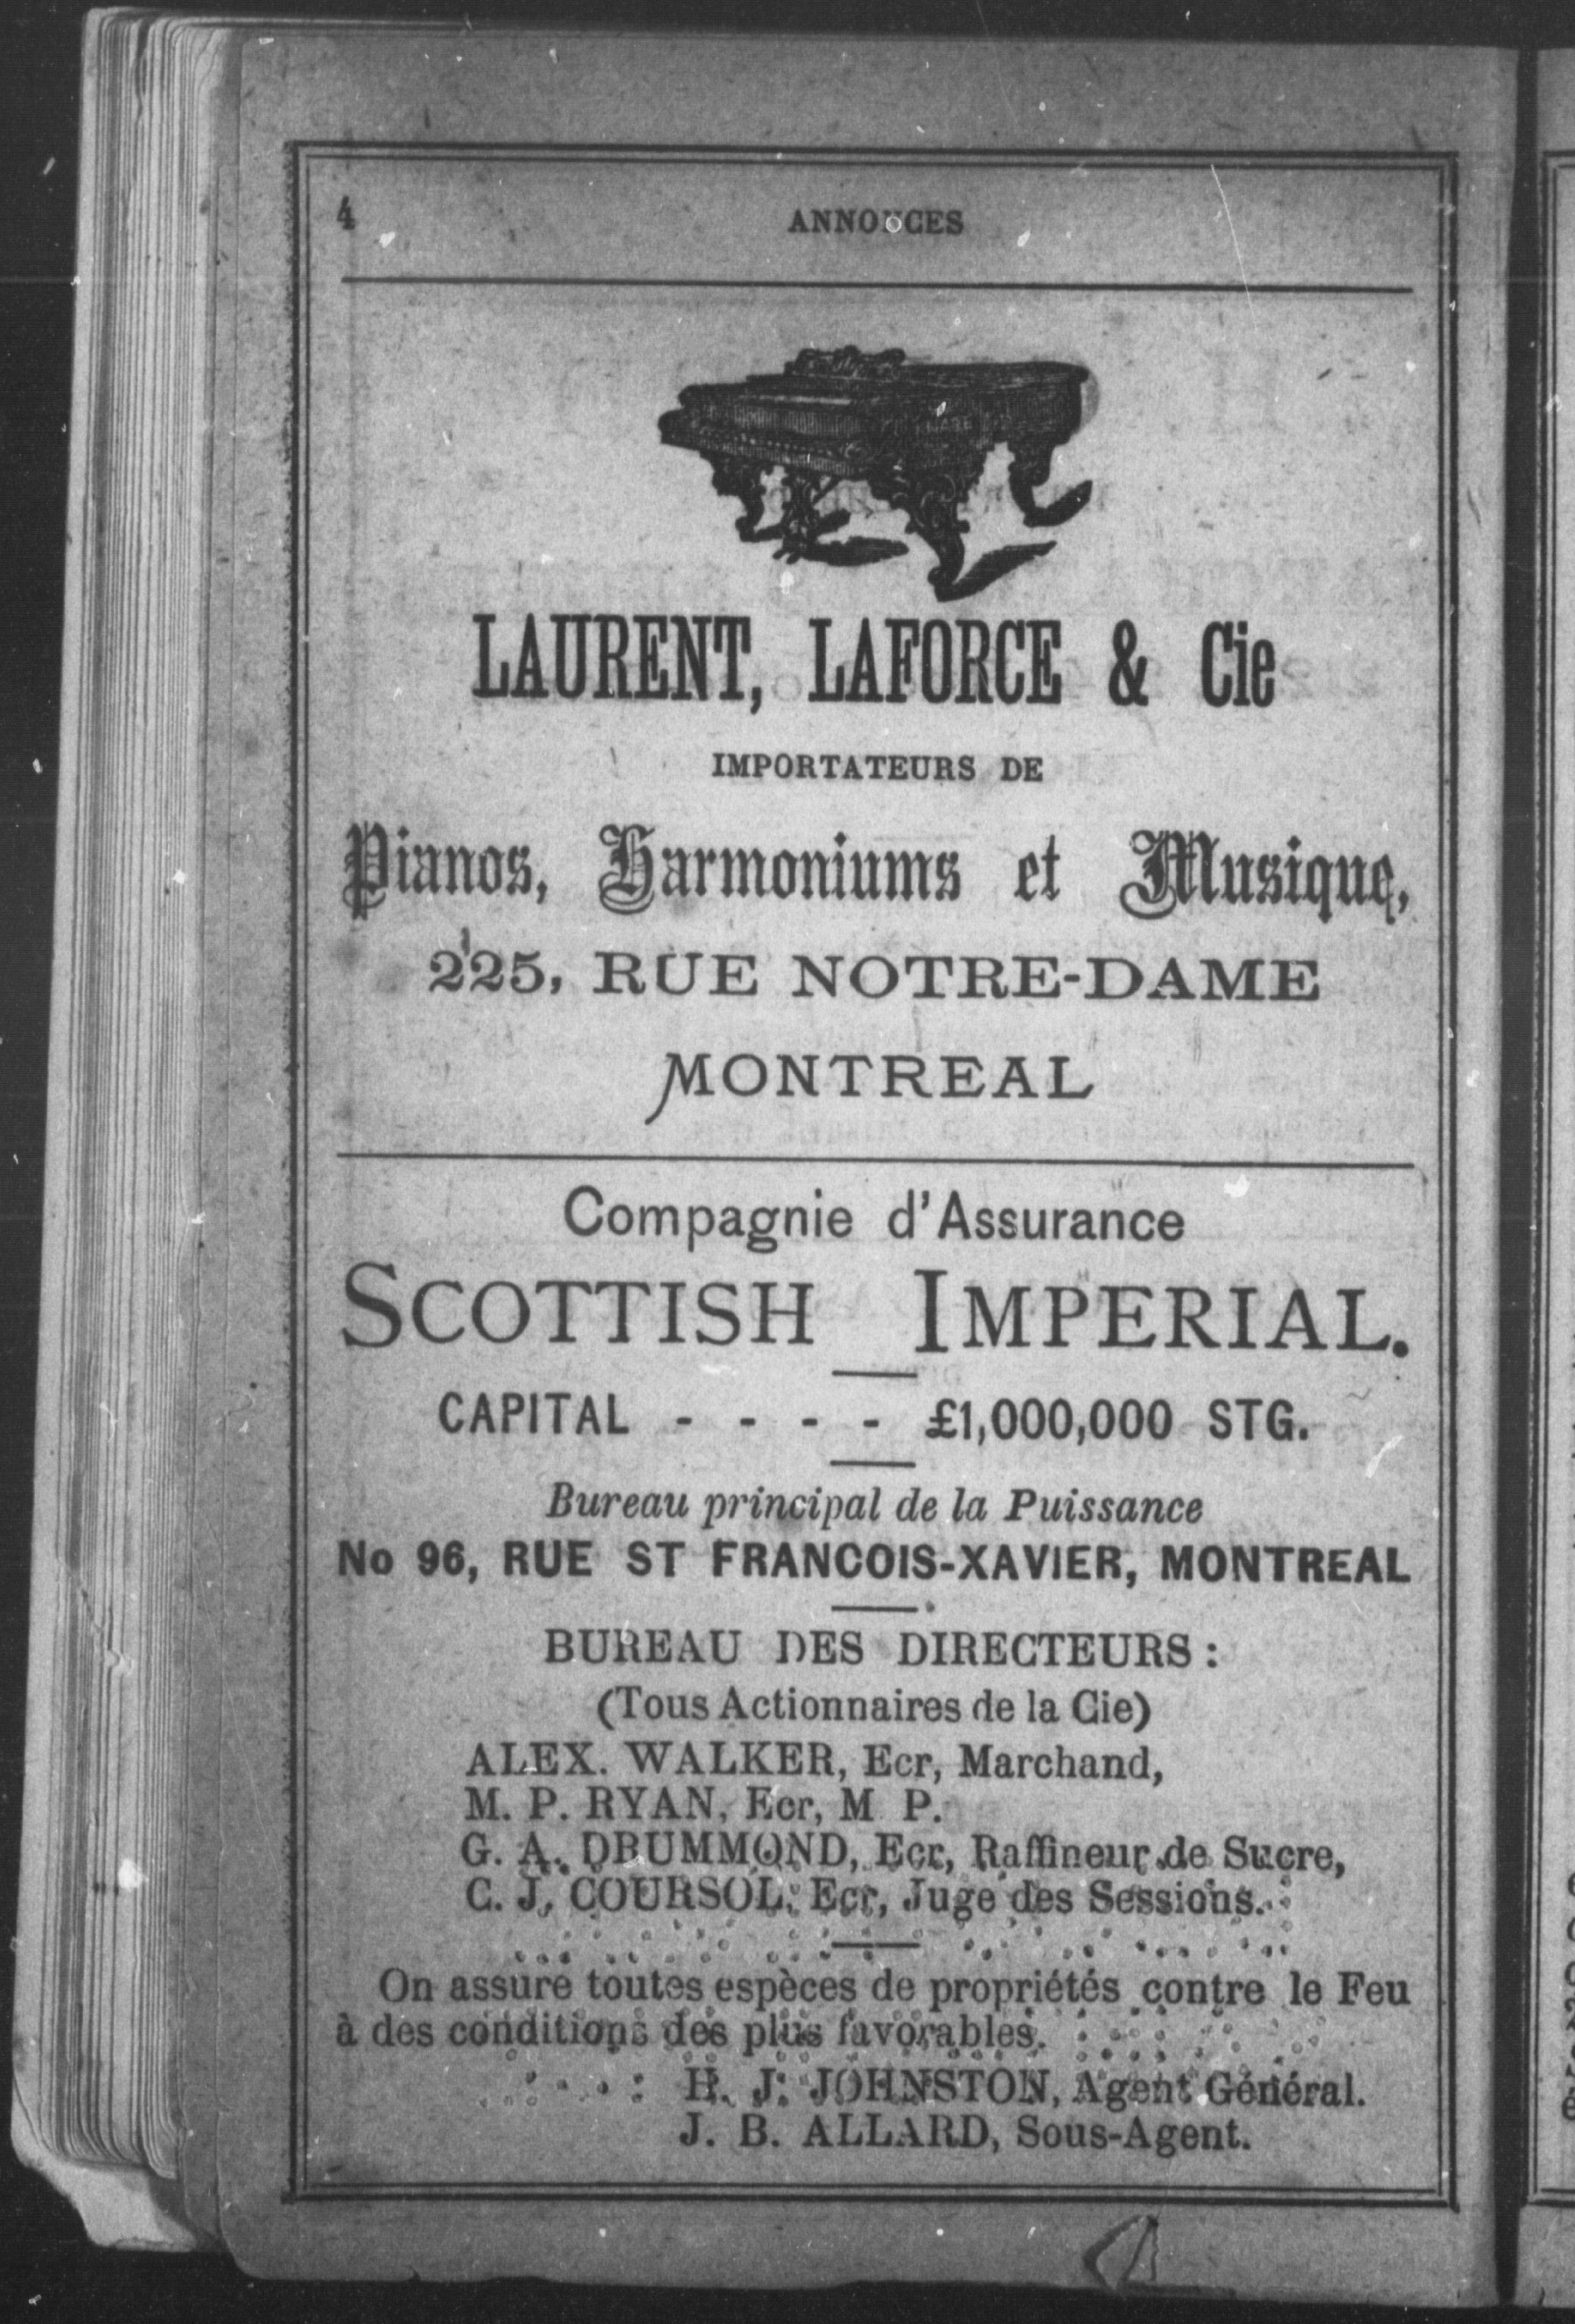 4
ANNONCES
LAURENT, LAFORCE & Cie
IMPORTATEURS DE
Pianos, Harmoniums et Musique,
225, RUE NOTRE-DAME
MONTREAL
Compagnie d'Assurance
SCOTTISH IMPERIAL.
CAPITAL - - - - £1,000,000 STG.
Bureau principal de la Puissance
No 96, RUE ST FRANCOIS-XAVIER, MONTREAL
BUREAU DES DIRECTEURS :
(Tous Actionnaires de la Cie)
ALEX. WALKER, Ecr, Marchand,
M. P. RYAN, Ecr, M P.
G. A. DRUMMOND, Ecr, Raffineur de Sucre,
C. J. COURSOL, Ecr, Juge des Sessions.
On assure toutes espèces de propriétés contre le Feu
à des conditions des plus favorables.
H. J. JOHNSTON, Agent Général.
J. B. ALLARD, Sous-Agent.